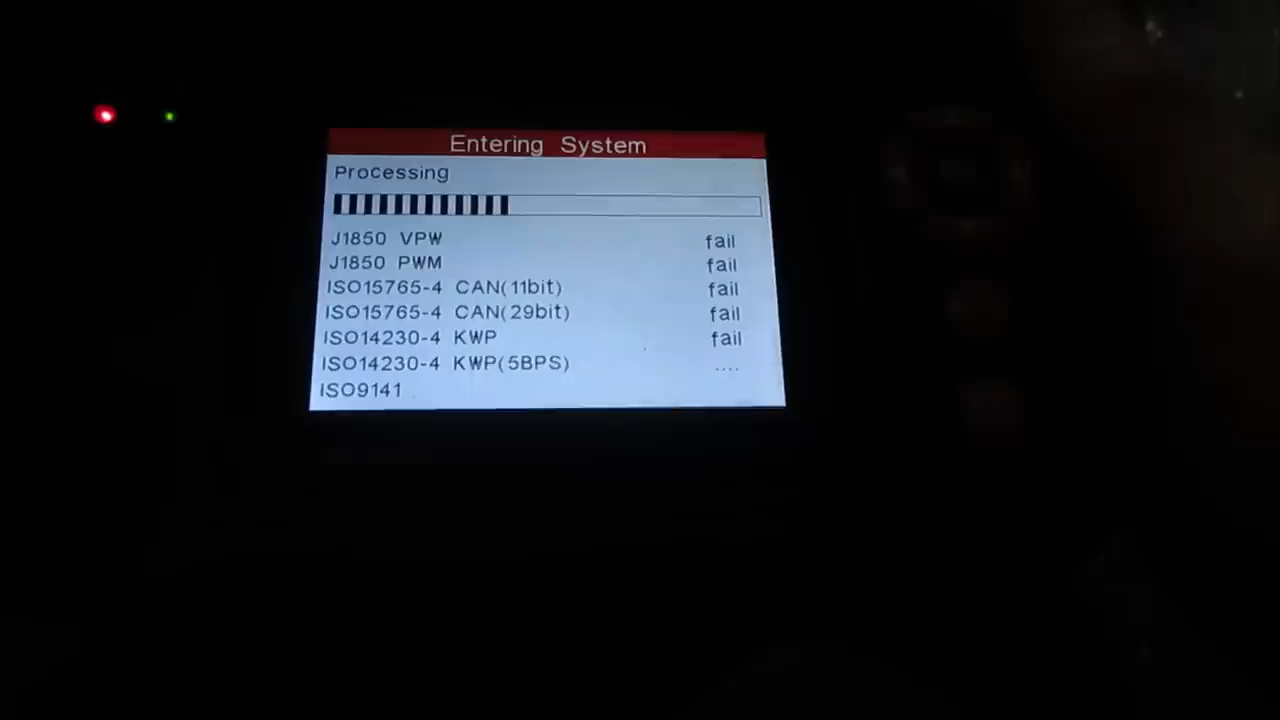 Entering System
Processing
J1850 VPW fail
J1850 PWM fail
ISO15765-4 CAN(11bit) fail
ISO15765-4 CAN(29bit) fail
ISO14230-4 KWP fail
ISO14230-4 KWP(5BPS) ....
ISO9141